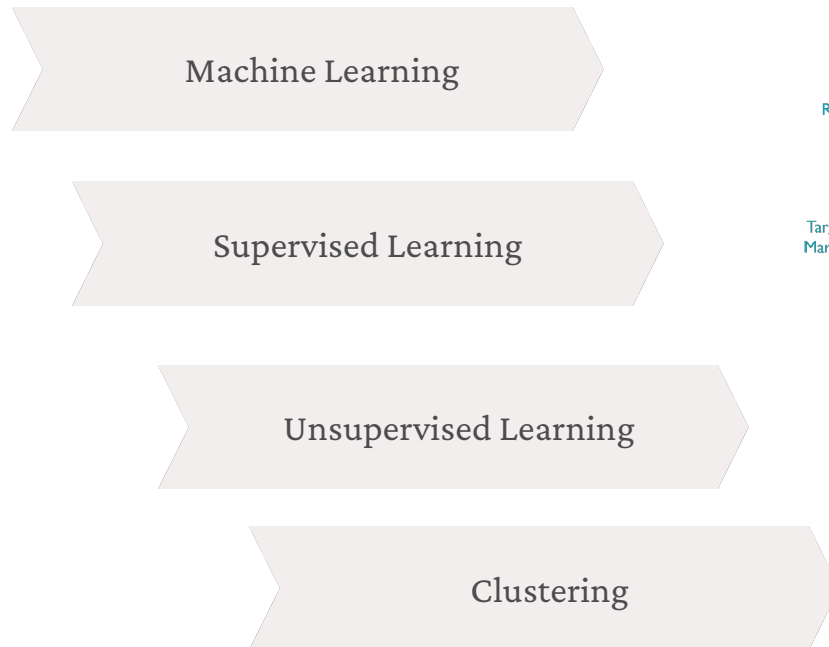 Machine Learning
Supervised Learning
Unsupervised Learning
Clustering